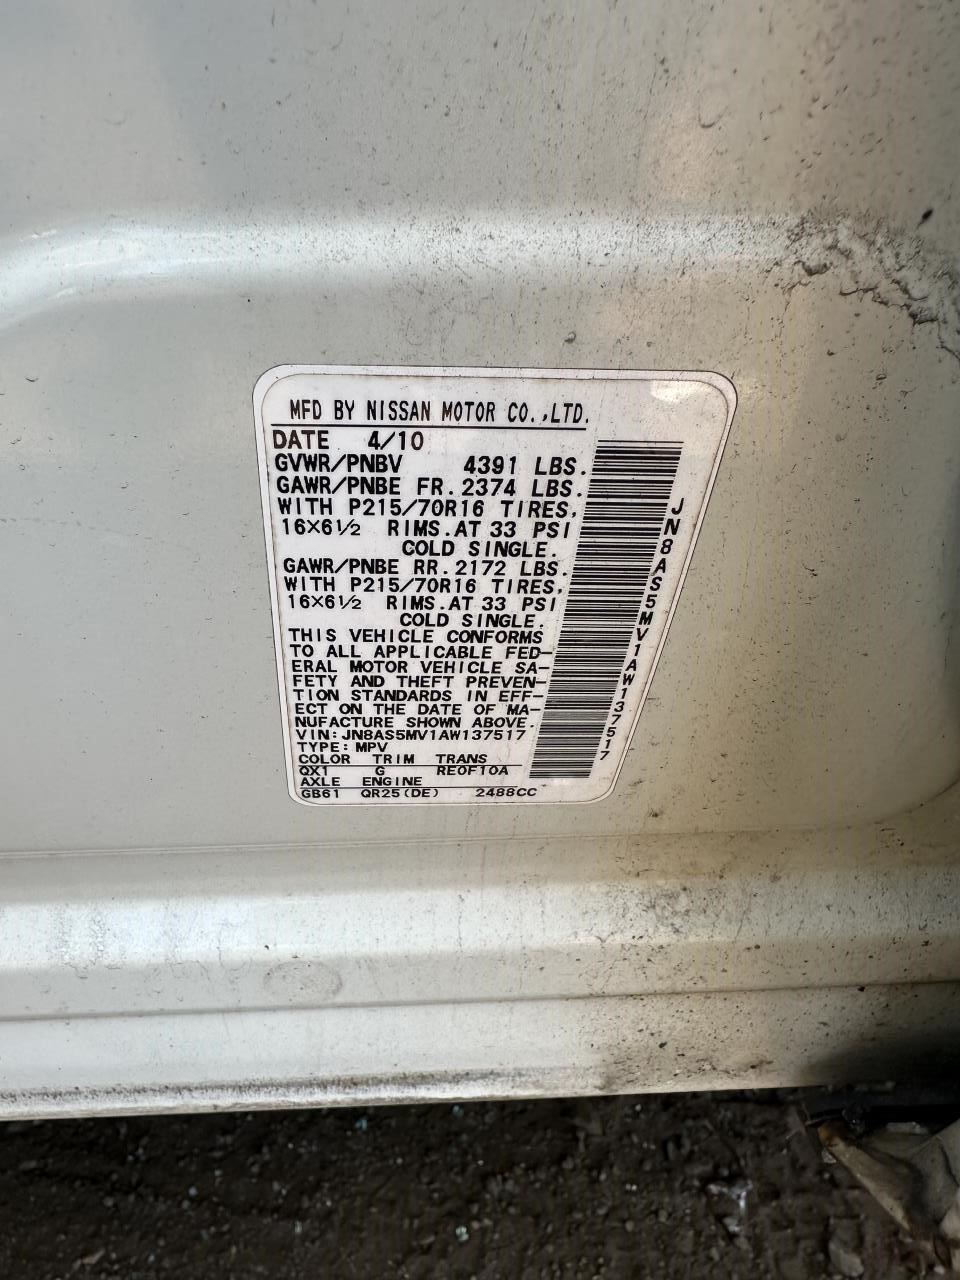 MFD BY NISSAN MOTOR CO.,LTD.
DATE 4/10
GVWR/PNBV 4391 LBS.
GAWR/PNBE FR. 2374 LBS.
WITH P215/70R16 TIRES,
16×6½ RIMS. AT 33 PSI
COLD SINGLE.
GAWR/PNBE RR. 2172 LBS.
WITH P215/70R16 TIRES,
16×6½ RIMS. AT 33 PSI
COLD SINGLE.
THIS VEHICLE CONFORMS
TO ALL APPLICABLE FED-
ERAL MOTOR VEHICLE SA-
FETY AND THEFT PREVEN-
TION STANDARDS IN EFF-
ECT ON THE DATE OF MA-
NUFACTURE SHOWN ABOVE.
VIN: JN8AS5MV1AW137517
TYPE: MPV
COLOR TRIM TRANS
QX1 G RE0F10A
AXLE ENGINE
GB61 QR25(DE) 2488CC
JN8AS5MV1AW137517